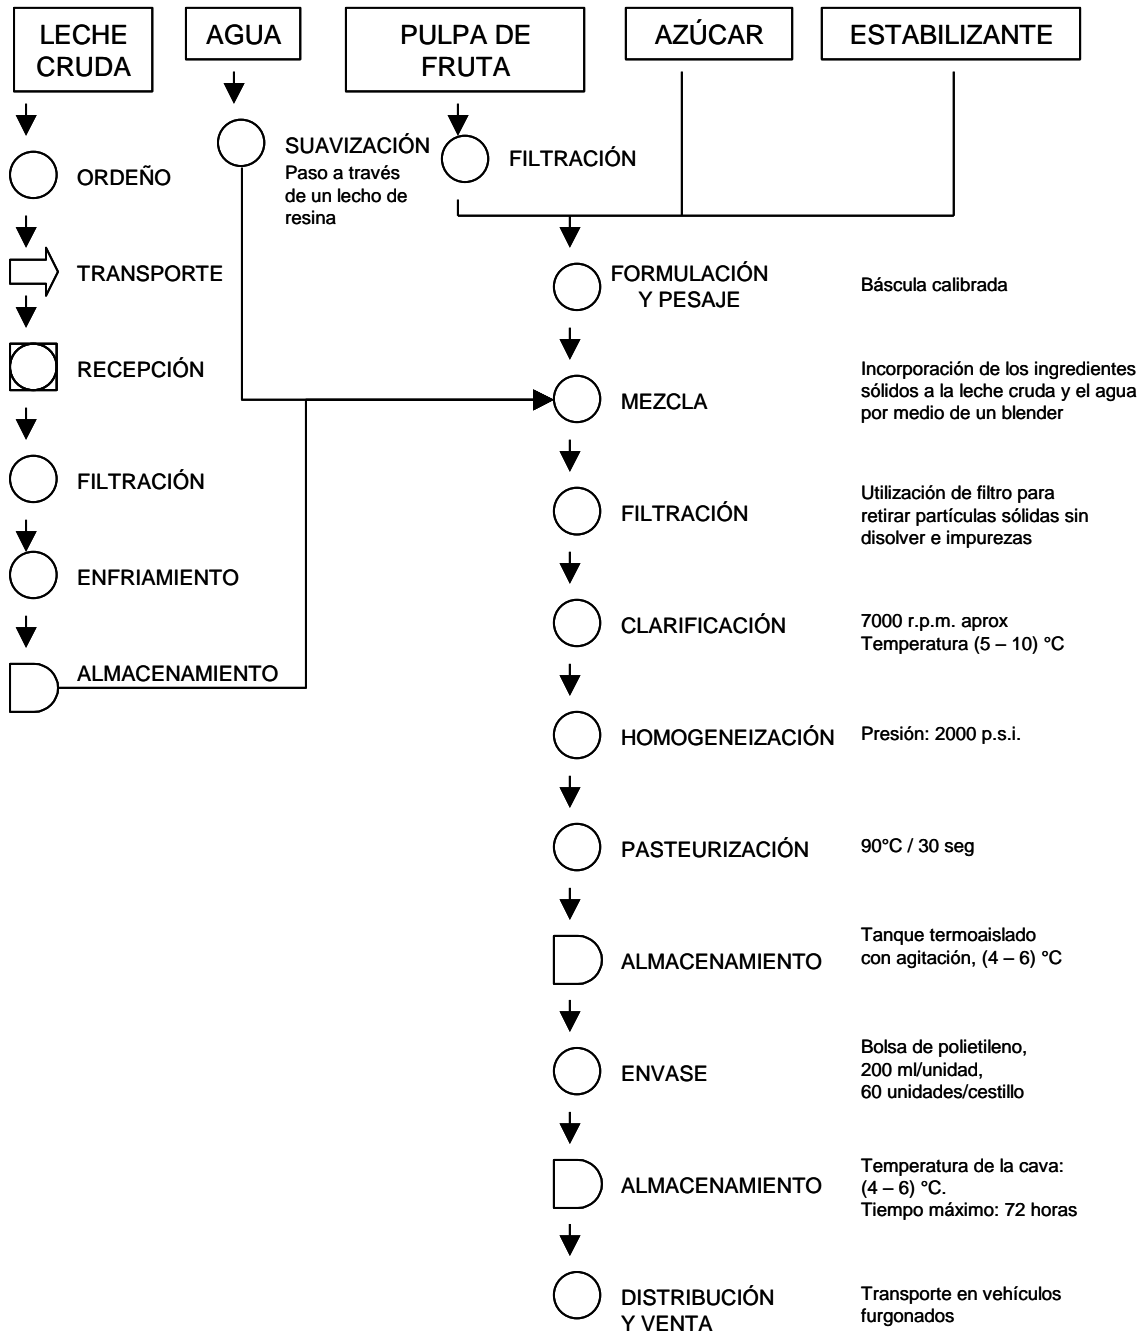 LECHE
CRUDA
AGUA
PULPA DE
FRUTA
AZÚCAR
ESTABILIZANTE
ORDEÑO
TRANSPORTE
RECEPCIÓN
FILTRACIÓN
ENFRIAMIENTO
ALMACENAMIENTO
SUAVIZACIÓN
Paso a través
de un lecho de
resina
FILTRACIÓN
FORMULACIÓN
Y PESAJE
Báscula calibrada
MEZCLA
Incorporación de los ingredientes
sólidos a la leche cruda y el agua
por medio de un blender
FILTRACIÓN
Utilización de filtro para
retirar partículas sólidas sin
disolver e impurezas
CLARIFICACIÓN
7000 r.p.m. aprox
Temperatura (5 – 10) °C
HOMOGENEIZACIÓN
Presión: 2000 p.s.i.
PASTEURIZACIÓN
90°C / 30 seg
ALMACENAMIENTO
Tanque termoaislado
con agitación, (4 – 6) °C
ENVASE
Bolsa de polietileno,
200 ml/unidad,
60 unidades/cestillo
ALMACENAMIENTO
Temperatura de la cava:
(4 – 6) °C.
Tiempo máximo: 72 horas
DISTRIBUCIÓN
Y VENTA
Transporte en vehículos
furgonados